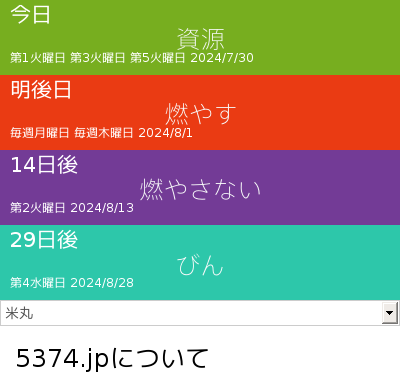 今日
資源
第1火曜日 第3火曜日 第5火曜日 2024/7/30
明後日
燃やす
毎週月曜日 毎週木曜日 2024/8/1
14日後
燃やさない
第2火曜日 2024/8/13
29日後
びん
第4水曜日 2024/8/28
米丸
5374.jpについて